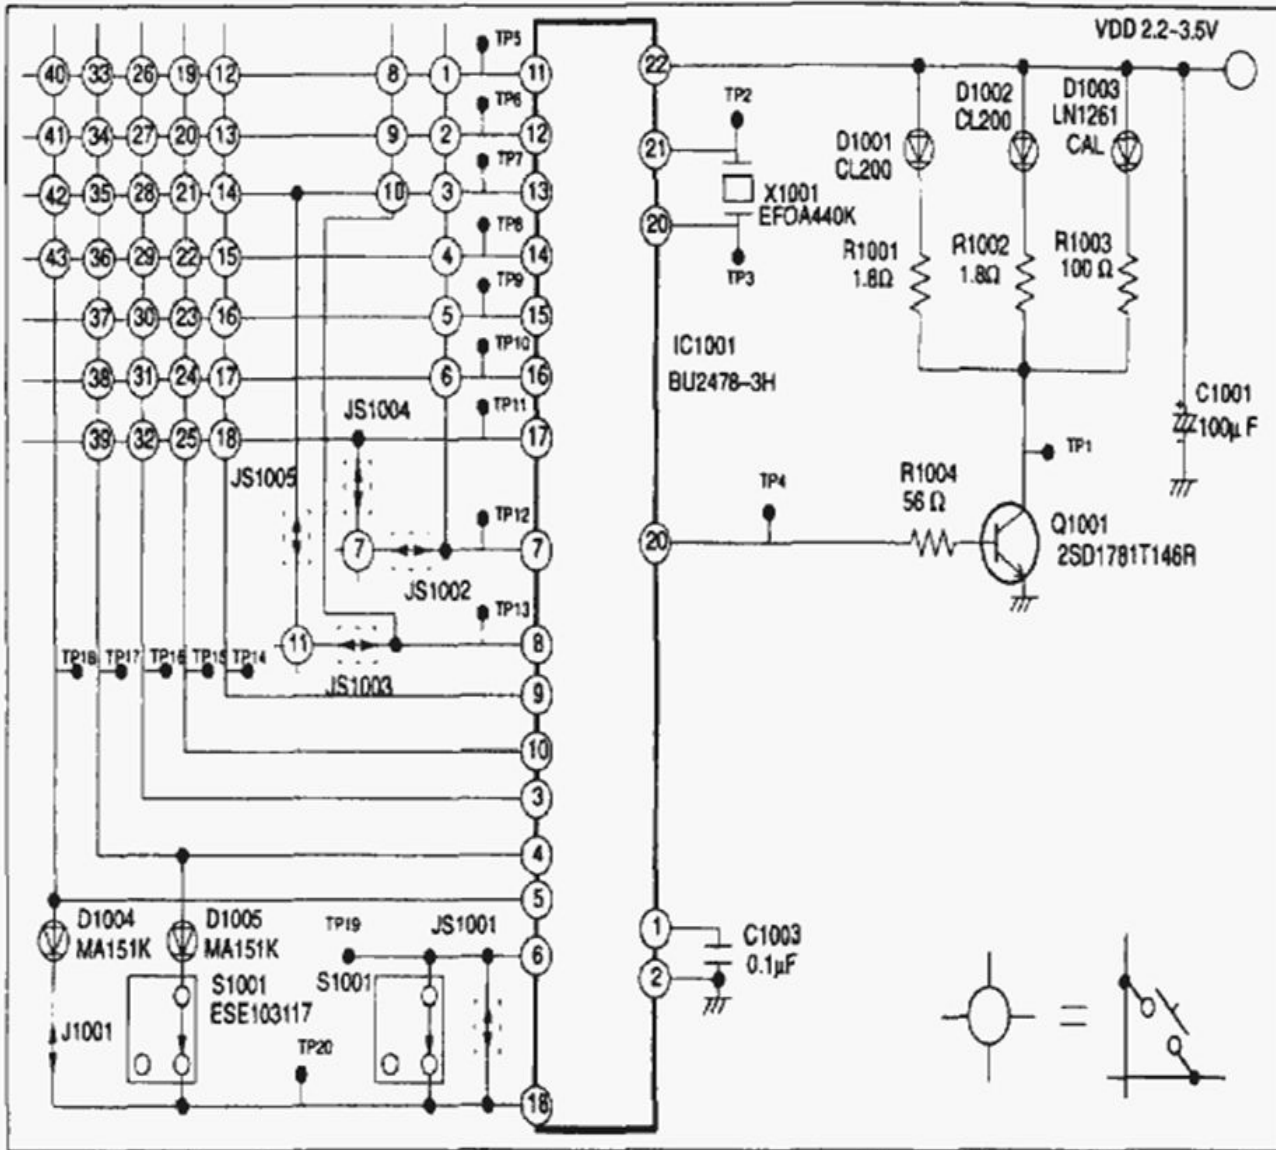 VDD 2.2~3.5V
TP5
40 33 26 19 12 8 1 11 22
TP6
TP2
D1002
CL200
D1003
LN1261
CAL
41 34 27 20 13 9 2 12 21
D1001
CL200
TP7
42 35 28 21 14 10 3 13
X1001
EFOA440K
TP8
20
TP3
43 36 29 22 15 4 14
R1001
1.8Ω
R1002
1.8Ω
R1003
100 Ω
TP9
37 30 23 16 5 15
TP10
IC1001
BU2478-3H
38 31 24 17 6 16
JS1004
TP11
C1001
100μ F
39 32 25 18 17
TP1
JS1005
TP4
R1004
56 Ω
TP12
7 7 20
Q1001
2SD1781T146R
JS1002
TP13
11 8
TP18 TP17 TP16 TP15 TP14
JS1003
9
10
3
4
5
D1004
MA151K
D1005
MA151K
TP19
JS1001
6
1
C1003
0.1μF
2
S1001
ESE103117
S1001
J1001
TP20
18